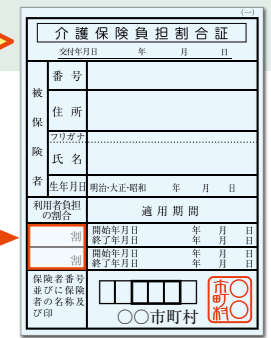 (一)
介護保険負担割合証
交付年月日 年 月 日
被保険者
番号
住所
フリガナ
氏名
生年月日 明治・大正・昭和 年 月 日
利用者負担の割合 適用期間
割 開始年月日 年 月 日
終了年月日 年 月 日
割 開始年月日 年 月 日
終了年月日 年 月 日
保険者番号
並びに保険
者の名称及
び印
〇〇市町村
市町村〇〇